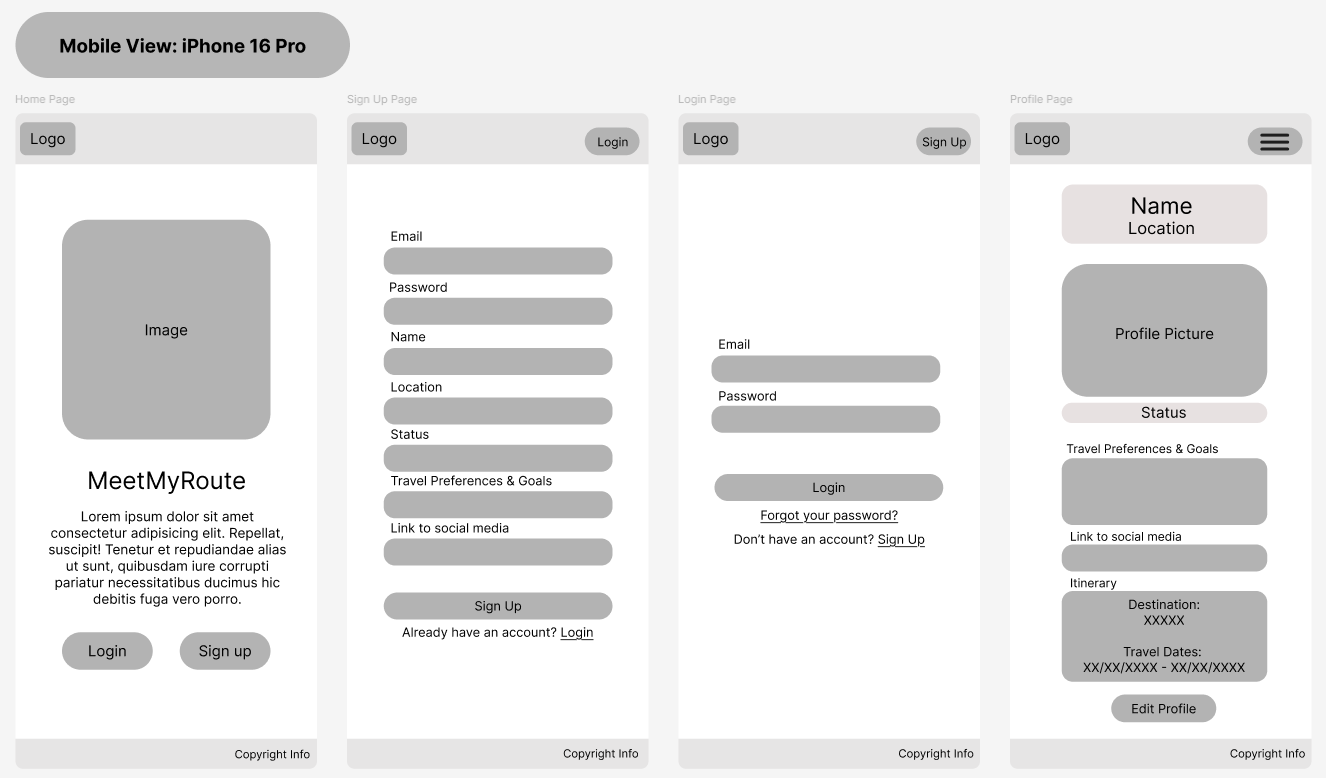 Mobile View: iPhone 16 Pro
Home Page
Logo
Image
MeetMyRoute
Lorem ipsum dolor sit amet
consectetur adipisicing elit. Repellat,
suscipit! Tenetur et repudiandae alias
ut sunt, quibusdam iure corrupti
pariatur necessitatibus ducimus hic
debitis fuga vero porro.
Login
Sign up
Copyright Info
Sign Up Page
Logo
Login
Email
Password
Name
Location
Status
Travel Preferences & Goals
Link to social media
Sign Up
Already have an account? Login
Copyright Info
Login Page
Logo
Sign Up
Email
Password
Login
Forgot your password?
Don’t have an account? Sign Up
Copyright Info
Profile Page
Logo
Name
Location
Profile Picture
Status
Travel Preferences & Goals
Link to social media
Itinerary
Destination:
XXXXX
Travel Dates:
XX/XX/XXXX - XX/XX/XXXX
Edit Profile
Copyright Info